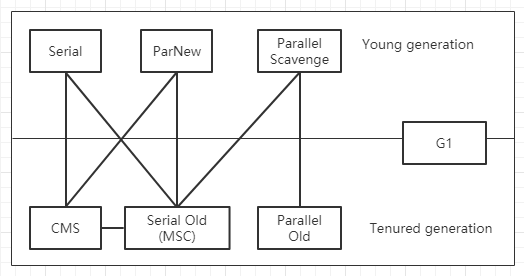 Serial
ParNew
Parallel
Scavenge
Young generation
G1
CMS
Serial Old
(MSC)
Parallel
Old
Tenured generation